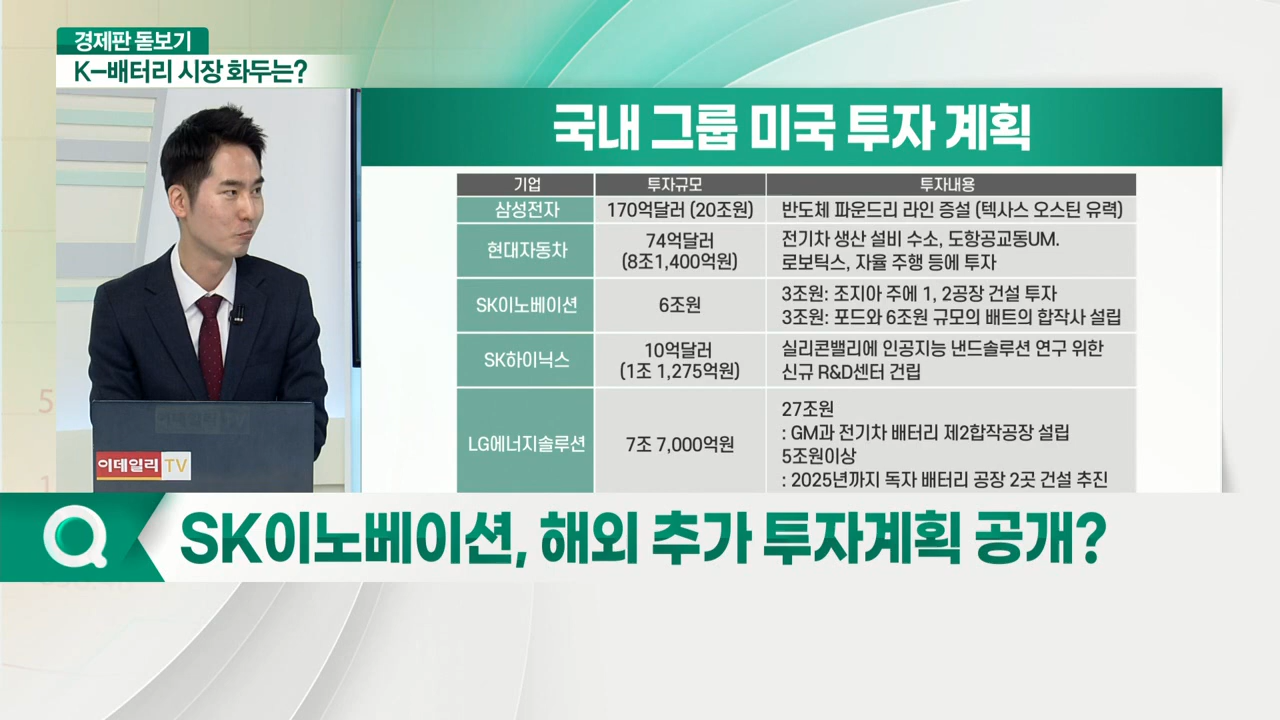 경제판 돋보기
K-배터리 시장 화두는?
국내 그룹 미국 투자 계획
기업 투자규모 투자내용
삼성전자 170억달러 (20조원) 반도체 파운드리 라인 증설 (텍사스 오스틴 유력)
현대자동차 74억달러 (8조1,400억원) 전기차 생산 설비 수소, 도항공교동UM.
로보틱스, 자율 주행 등에 투자
SK이노베이션 6조원 3조원: 조지아 주에 1, 2공장 건설 투자
3조원: 포드와 6조원 규모의 배트의 합작사 설립
SK하이닉스 10억달러 (1조 1,275억원) 실리콘밸리에 인공지능 낸드솔루션 연구 위한
신규 R&D센터 건립
LG에너지솔루션 7조 7,000억원 27조원
: GM과 전기차 배터리 제2합작공장 설립
5조원이상
: 2025년까지 독자 배터리 공장 2곳 건설 추진
이데일리 TV
SK이노베이션, 해외 추가 투자계획 공개?